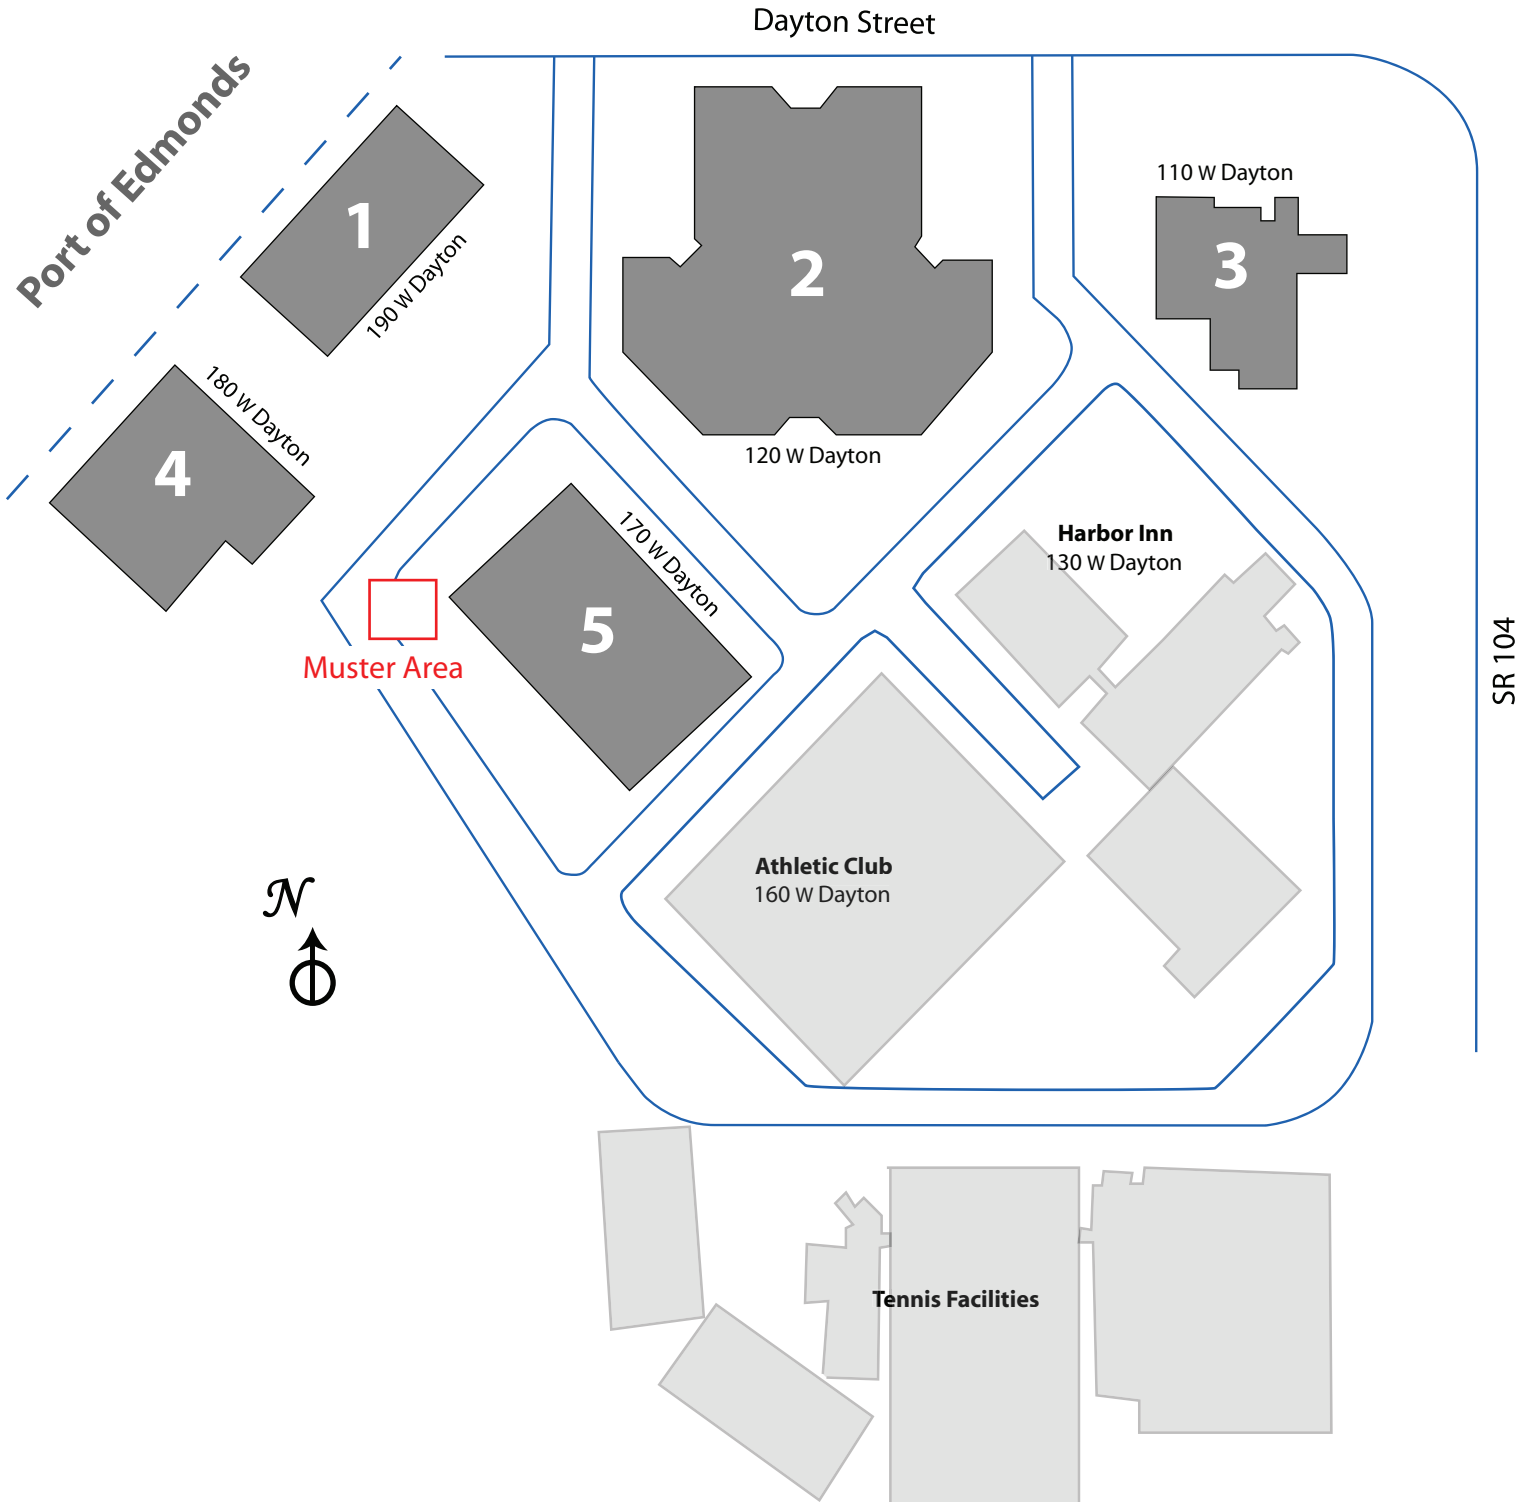 Dayton Street
Port of Edmonds
1
190 W Dayton
2
120 W Dayton
110 W Dayton
3
180 W Dayton
4
170 W Dayton
5
Muster Area
Harbor Inn
130 W Dayton
SR 104
Athletic Club
160 W Dayton
N
Tennis Facilities